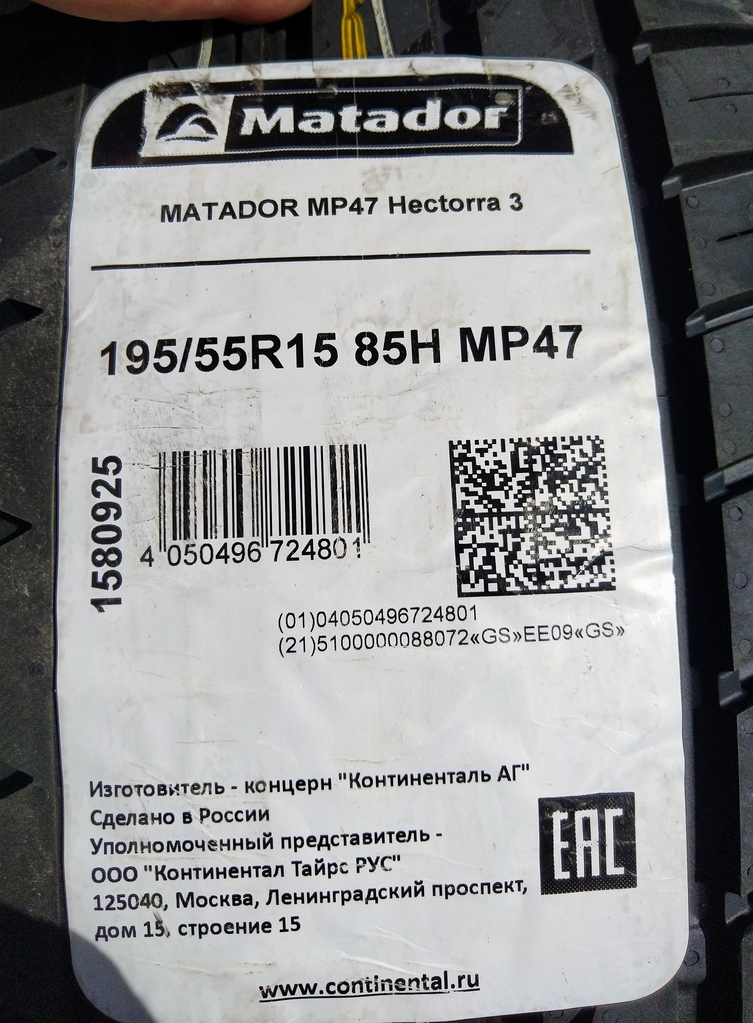 Matador
MATADOR MP47 Hectorra 3
195/55R15 85H MP47
1580925
4 050496 724801
(01)04050496724801
(21)5100000088072«GS»EE09«GS»
Изготовитель - концерн "Континенталь АГ"
Сделано в России
Уполномоченный представитель -
ООО "Континентал Тайрс РУС"
125040, Москва, Ленинградский проспект,
дом 15, строение 15
EAC
www.continental.ru